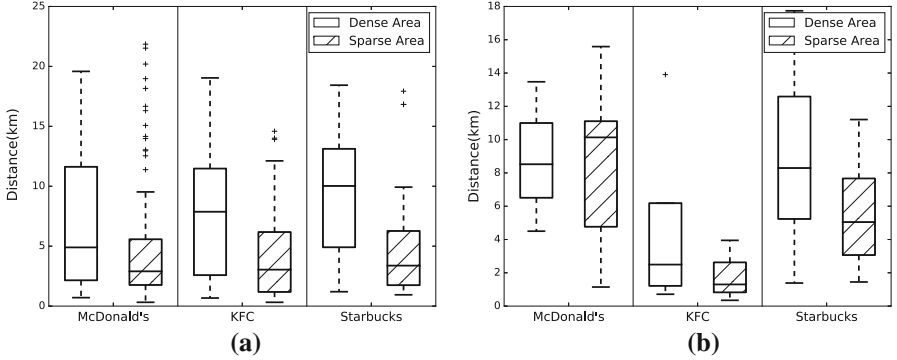 25
20
15
10
5
0
Distance(km)
Dense Area
Sparse Area
McDonald's
KFC
Starbucks
(a)
18
16
14
12
10
8
6
4
2
0
Distance(km)
Dense Area
Sparse Area
McDonald's
KFC
Starbucks
(b)